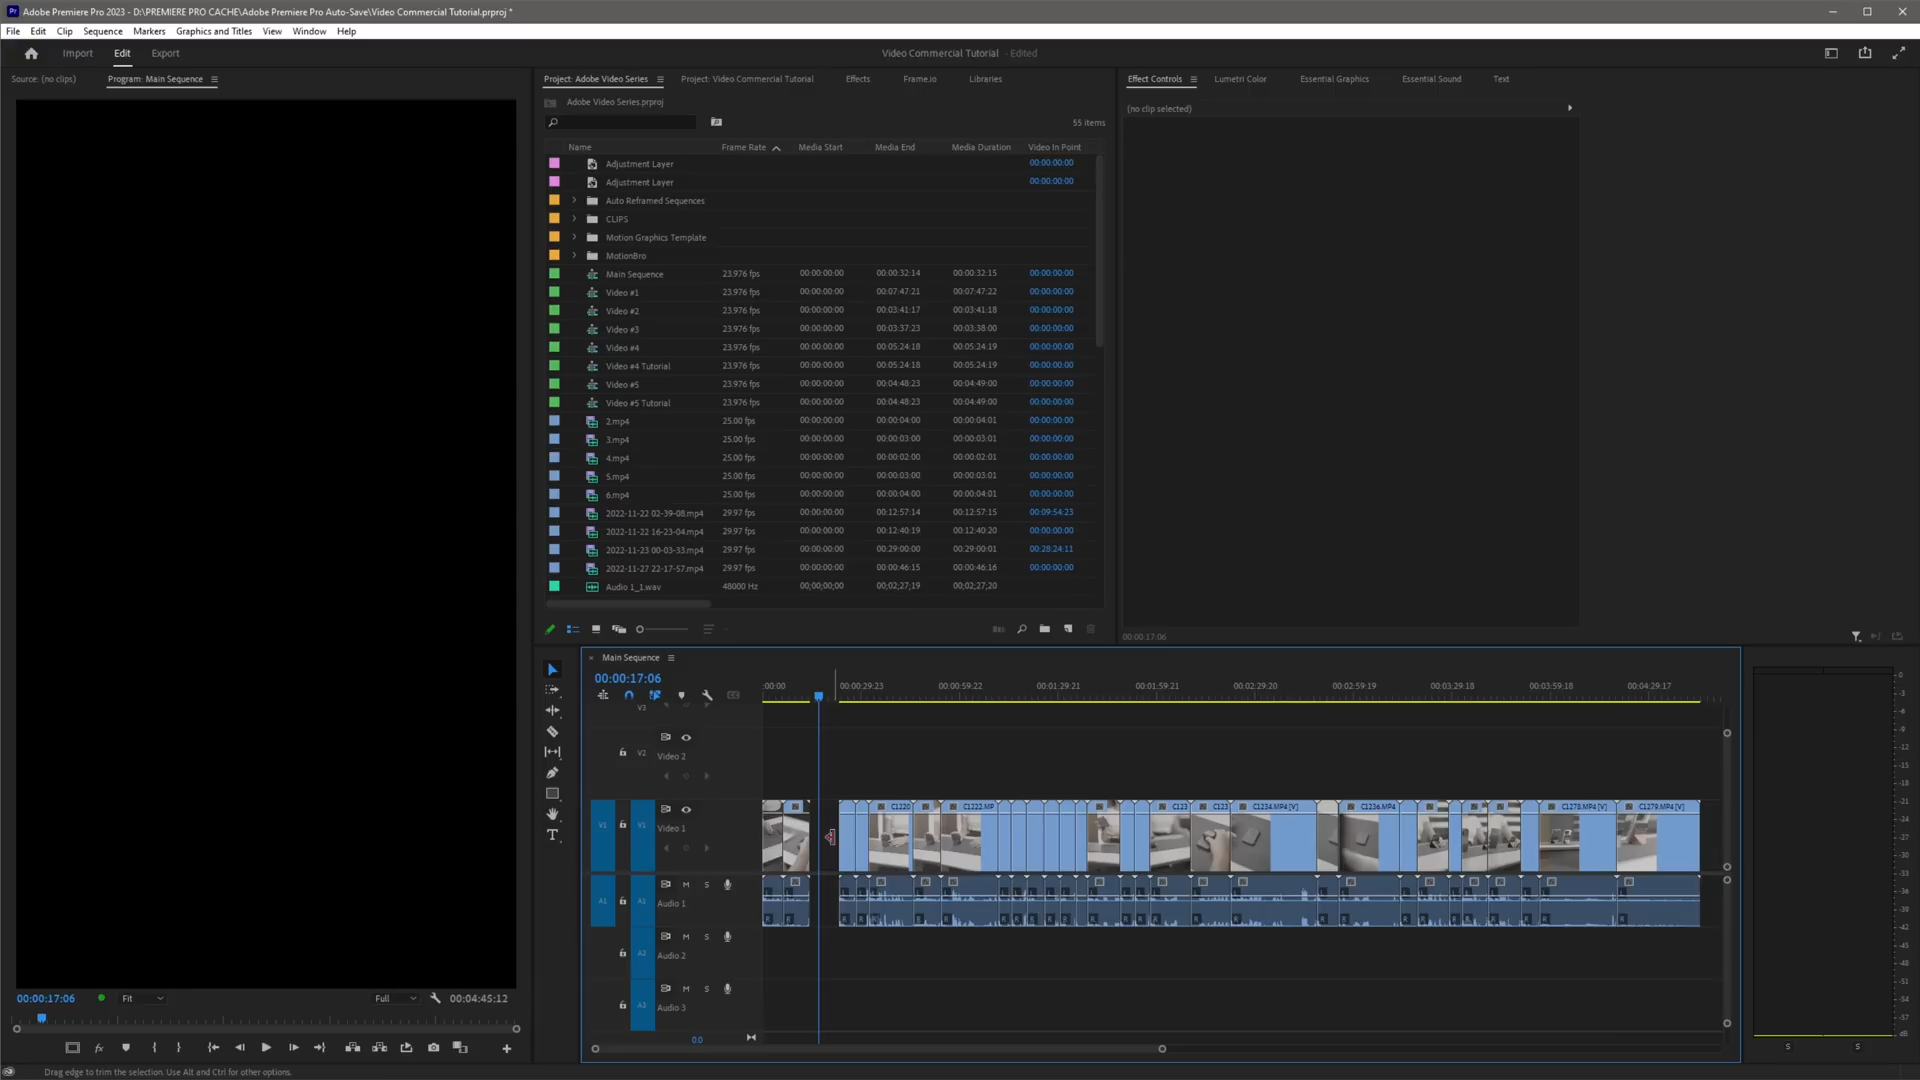 Adobe Premiere Pro 2023 - D:\PREMIERE PRO CACHE\Adobe Premiere Pro Auto-Save\Video Commercial Tutorial.prproj *
File Edit Clip Sequence Markers Graphics and Titles View Window Help
Import Edit Export
Video Commercial Tutorial - Edited
Source: (no clips) Program: Main Sequence
Project: Adobe Video Series Project: Video Commercial Tutorial Effects Frame.io Libraries
Effect Controls Lumetri Color Essential Graphics Essential Sound Text
Adobe Video Series.prproj
(no clip selected)
55 items
Name Frame Rate Media Start Media End Media Duration Video In Point
Adjustment Layer 00:00:00:00
Adjustment Layer 00:00:00:00
Auto Reframed Sequences
CLIPS
Motion Graphics Template
MotionBro
Main Sequence 23.976 fps 00:00:00:00 00:00:32:14 00:00:32:15 00:00:00:00
Video #1 23.976 fps 00:00:00:00 00:07:47:21 00:07:47:22 00:00:00:00
Video #2 23.976 fps 00:00:00:00 00:03:41:17 00:03:41:18 00:00:00:00
Video #3 23.976 fps 00:00:00:00 00:03:37:23 00:03:38:00 00:00:00:00
Video #4 23.976 fps 00:00:00:00 00:05:24:18 00:05:24:19 00:00:00:00
Video #4 Tutorial 23.976 fps 00:00:00:00 00:05:24:18 00:05:24:19 00:00:00:00
Video #5 23.976 fps 00:00:00:00 00:04:48:23 00:04:49:00 00:00:00:00
Video #5 Tutorial 23.976 fps 00:00:00:00 00:04:48:23 00:04:49:00 00:00:00:00
2.mp4 25.00 fps 00:00:00:00 00:00:04:00 00:00:04:01 00:00:00:00
3.mp4 25.00 fps 00:00:00:00 00:00:03:00 00:00:03:01 00:00:00:00
4.mp4 25.00 fps 00:00:00:00 00:00:02:00 00:00:02:01 00:00:00:00
5.mp4 25.00 fps 00:00:00:00 00:00:03:00 00:00:03:01 00:00:00:00
6.mp4 25.00 fps 00:00:00:00 00:00:04:00 00:00:04:01 00:00:00:00
2022-11-22 02-39-08.mp4 29.97 fps 00:00:00:00 00:12:57:14 00:12:57:15 00:09:54:23
2022-11-22 16-23-04.mp4 29.97 fps 00:00:00:00 00:12:40:19 00:12:40:20 00:00:00:00
2022-11-23 00-03-33.mp4 29.97 fps 00:00:00:00 00:29:00:00 00:29:00:01 00:28:24:11
2022-11-27 22-17-57.mp4 29.97 fps 00:00:00:00 00:00:46:15 00:00:46:16 00:00:00:00
Audio 1_1.wav 48000 Hz 00;00;00;00 00;02;27;19 00;02;27;20
00:00:17:06
Main Sequence
00:00:17:06
:00:00 00:00:29:23 00:00:59:22 00:01:29:21 00:01:59:21 00:02:29:20 00:02:59:19 00:03:29:18 00:03:59:18 00:04:29:17
V3
V2 Video 2
C1220 C1222.MP C123 C123 C1234.MP4 [V] C1236.MP4 C1278.MP4 [V] C1279.MP4 [V]
V1 V1 Video 1
M S
A1 A1 Audio 1
M S
A2 Audio 2
M S
A3 Audio 3
0.0
00:00:17:06 Fit Full 00:04:45:12
0
-3
-6
-9
-12
-15
-18
-21
-24
-27
-30
-33
-36
-39
-42
-45
-48
-51
-54
-57
dB
S S
Drag edge to trim the selection. Use Alt and Ctrl for other options.